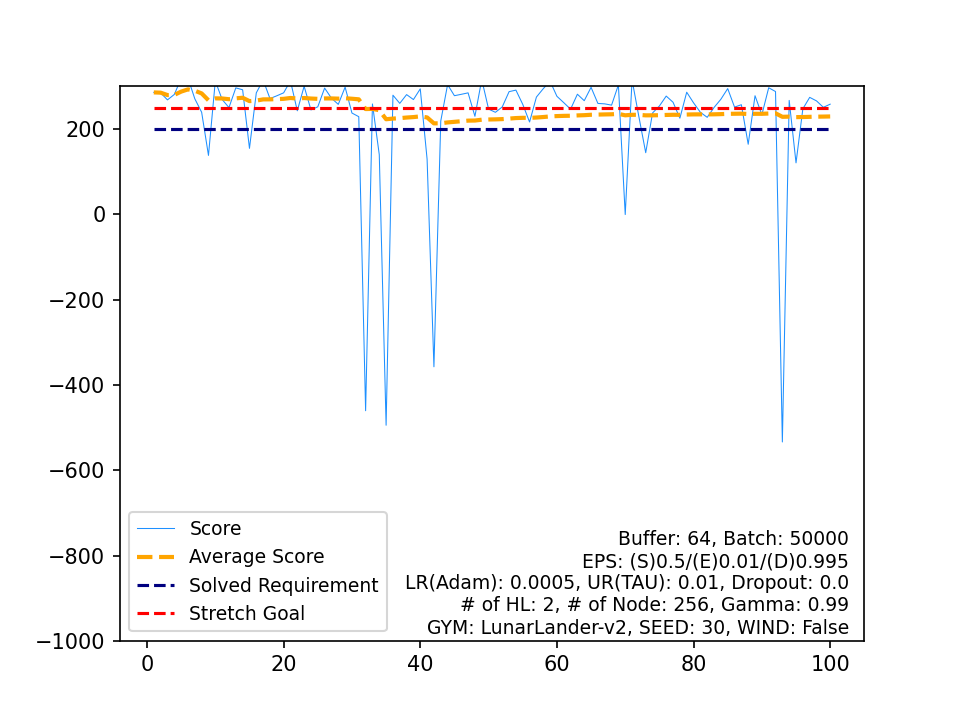 200
0
−200
−400
−600
−800
−1000
0
20
40
60
80
100
Score
Average Score
Solved Requirement
Stretch Goal
Buffer: 64, Batch: 50000
EPS: (S)0.5/(E)0.01/(D)0.995
LR(Adam): 0.0005, UR(TAU): 0.01, Dropout: 0.0
# of HL: 2, # of Node: 256, Gamma: 0.99
GYM: LunarLander-v2, SEED: 30, WIND: False